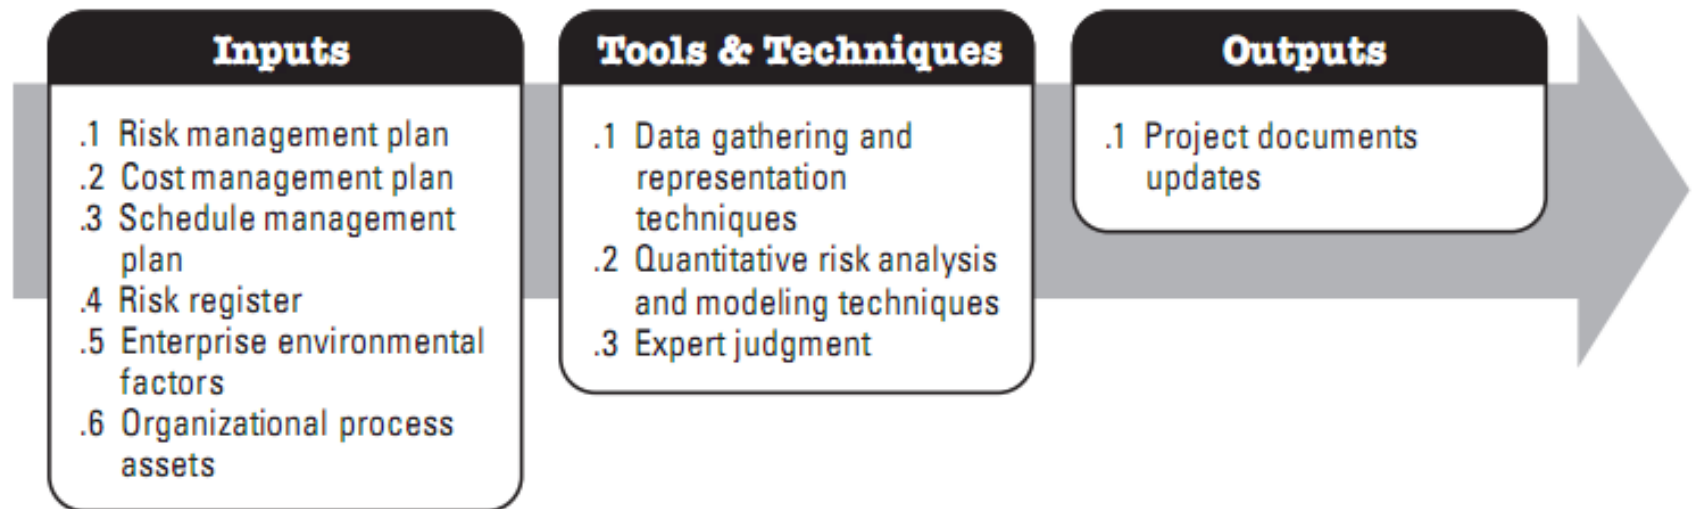 Inputs
.1 Risk management plan
.2 Cost management plan
.3 Schedule management
plan
.4 Risk register
.5 Enterprise environmental
factors
.6 Organizational process
assets
Tools & Techniques
.1 Data gathering and
representation
techniques
.2 Quantitative risk analysis
and modeling techniques
.3 Expert judgment
Outputs
.1 Project documents
updates